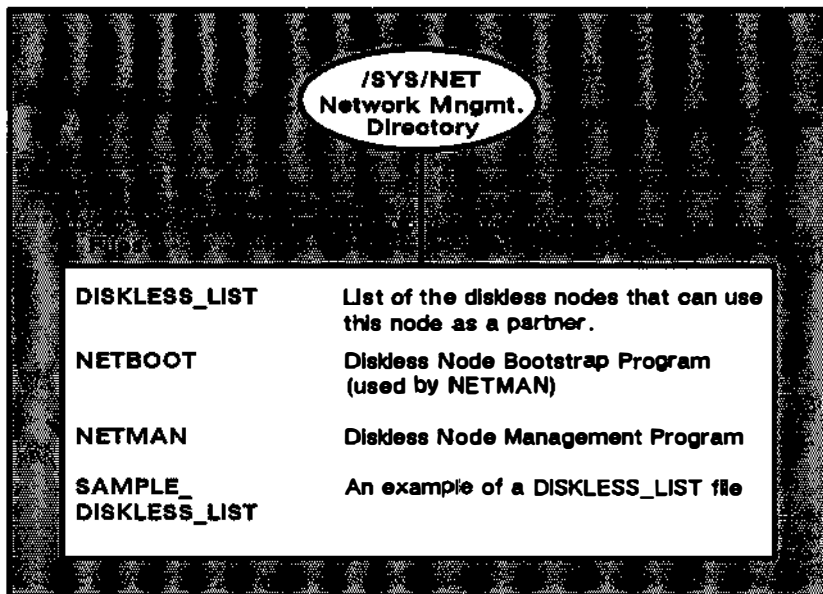 /SYS/NET
Network Mngmt.
Directory
DISKLESS_LIST
List of the diskless nodes that can use
this node as a partner.
NETBOOT
Diskless Node Bootstrap Program
(used by NETMAN)
NETMAN
Diskless Node Management Program
SAMPLE_
DISKLESS_LIST
An example of a DISKLESS_LIST file